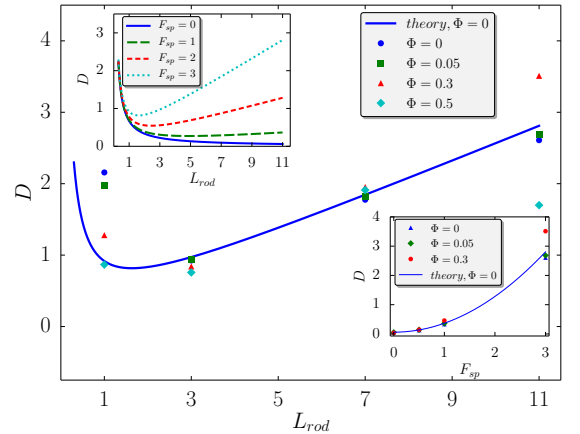 4
3
2
1
0
D
1
3
5
7
9
11
L_rod
theory, Φ = 0
Φ = 0
Φ = 0.05
Φ = 0.3
Φ = 0.5
F_sp = 0
F_sp = 1
F_sp = 2
F_sp = 3
3
2
1
0
D
1
3
5
7
9
11
L_rod
Φ = 0
Φ = 0.05
Φ = 0.3
theory, Φ = 0
4
3
2
1
0
D
0
1
2
3
F_sp